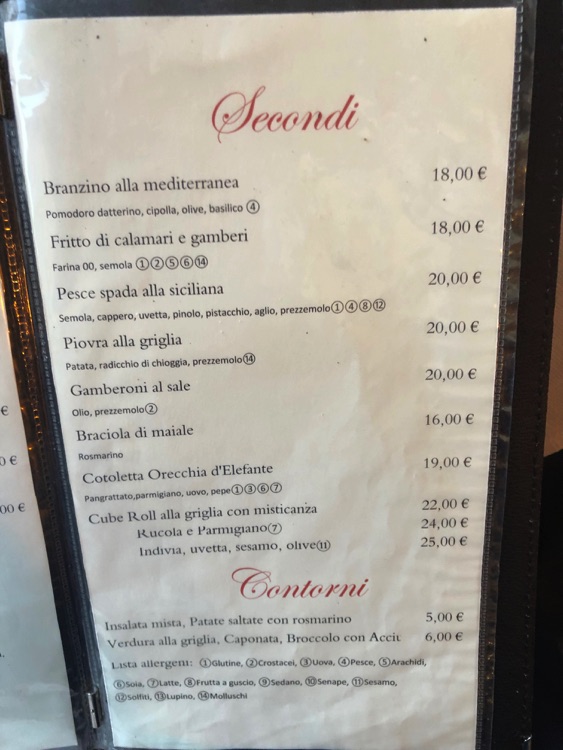 Secondi
Branzino alla mediterranea 18,00 €
Pomodoro datterino, cipolla, olive, basilico ④
Fritto di calamari e gamberi 18,00 €
Farina 00, semola ①②⑤⑥⑭
Pesce spada alla siciliana 20,00 €
Semola, cappero, uvetta, pinolo, pistacchio, aglio, prezzemolo①④⑧⑫
Piovra alla griglia 20,00 €
Patata, radicchio di chioggia, prezzemolo⑭
Gamberoni al sale 20,00 €
Olio, prezzemolo②
Braciola di maiale 16,00 €
Rosmarino
Cotoletta Orecchia d'Elefante 19,00 €
Pangrattato,parmigiano, uovo, pepe①③⑥⑦
Cube Roll alla griglia con misticanza 22,00 €
Rucola e Parmigiano⑦ 24,00 €
Indivia, uvetta, sesamo, olive⑪ 25,00 €
Contorni
Insalata mista, Patate saltate con rosmarino 5,00 €
Verdura alla griglia, Caponata, Broccolo con Acciu 6,00 €
Lista allergeni: ①Glutine, ②Crostacei, ③Uova, ④Pesce, ⑤Arachidi,
⑥Soia, ⑦Latte, ⑧Frutta a guscio, ⑨Sedano, ⑩Senape, ⑪Sesamo,
⑫Solfiti, ⑬Lupino, ⑭Molluschi